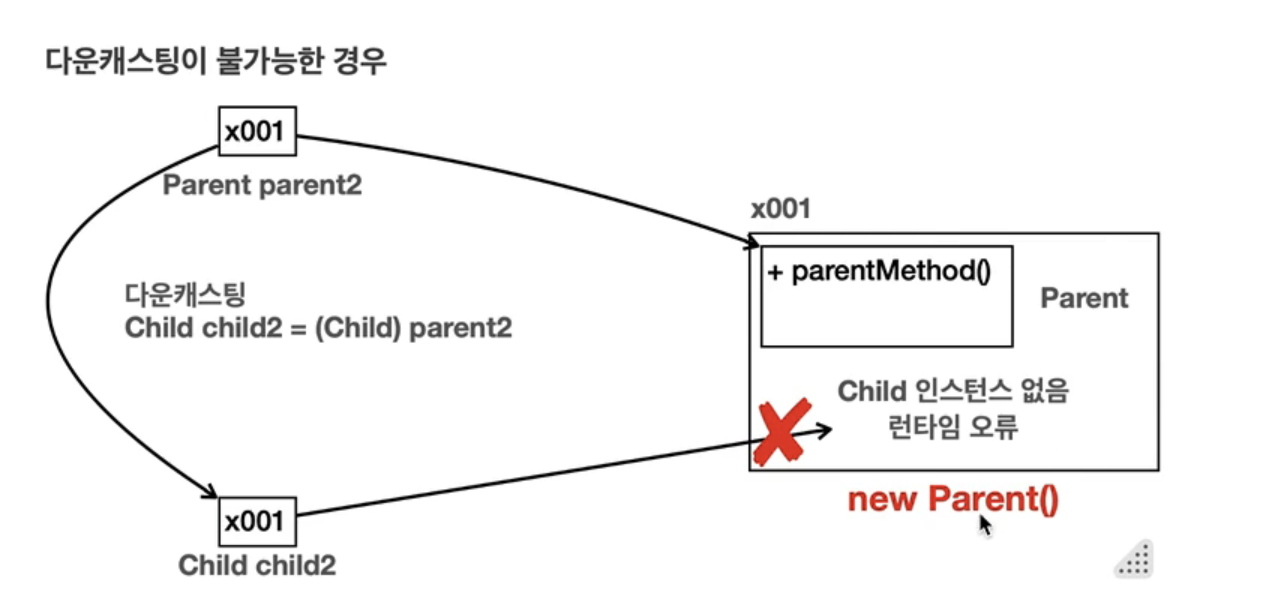 다운캐스팅이 불가능한 경우
x001
Parent parent2
x001
+ parentMethod()
Parent
다운캐스팅
Child child2 = (Child) parent2
Child 인스턴스 없음
런타임 오류
new Parent()
x001
Child child2